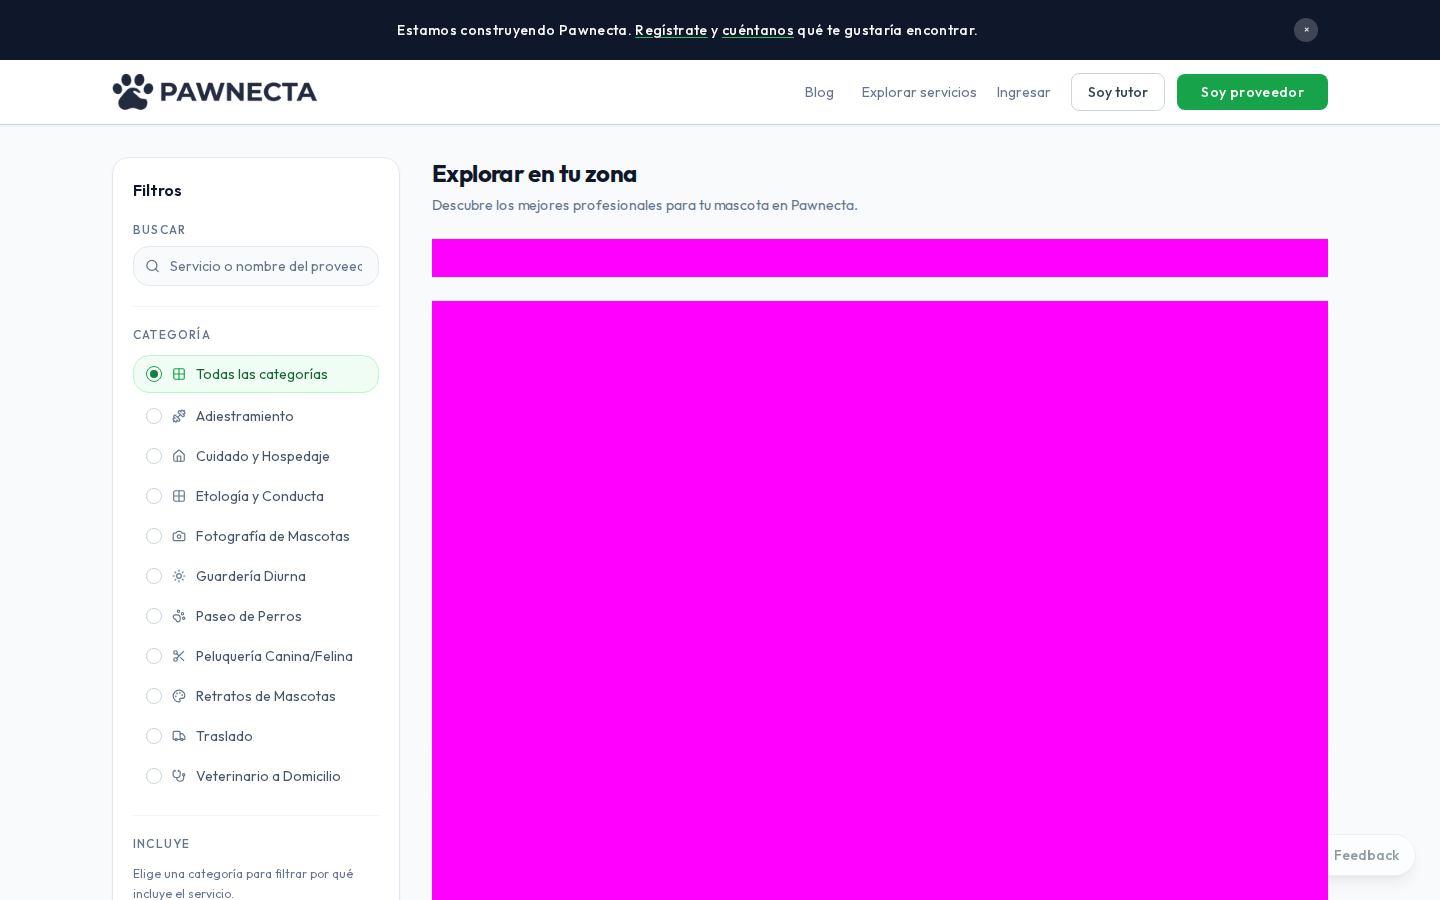 Estamos construyendo Pawnecta. Regístrate y cuéntanos qué te gustaría encontrar.
×
PAWNECTA
Blog
Explorar servicios
Ingresar
Soy tutor
Soy proveedor
Filtros
BUSCAR
Servicio o nombre del proveed
CATEGORÍA
Todas las categorías
Adiestramiento
Cuidado y Hospedaje
Etología y Conducta
Fotografía de Mascotas
Guardería Diurna
Paseo de Perros
Peluquería Canina/Felina
Retratos de Mascotas
Traslado
Veterinario a Domicilio
INCLUYE
Elige una categoría para filtrar por qué
incluye el servicio.
Explorar en tu zona
Descubre los mejores profesionales para tu mascota en Pawnecta.
Feedback